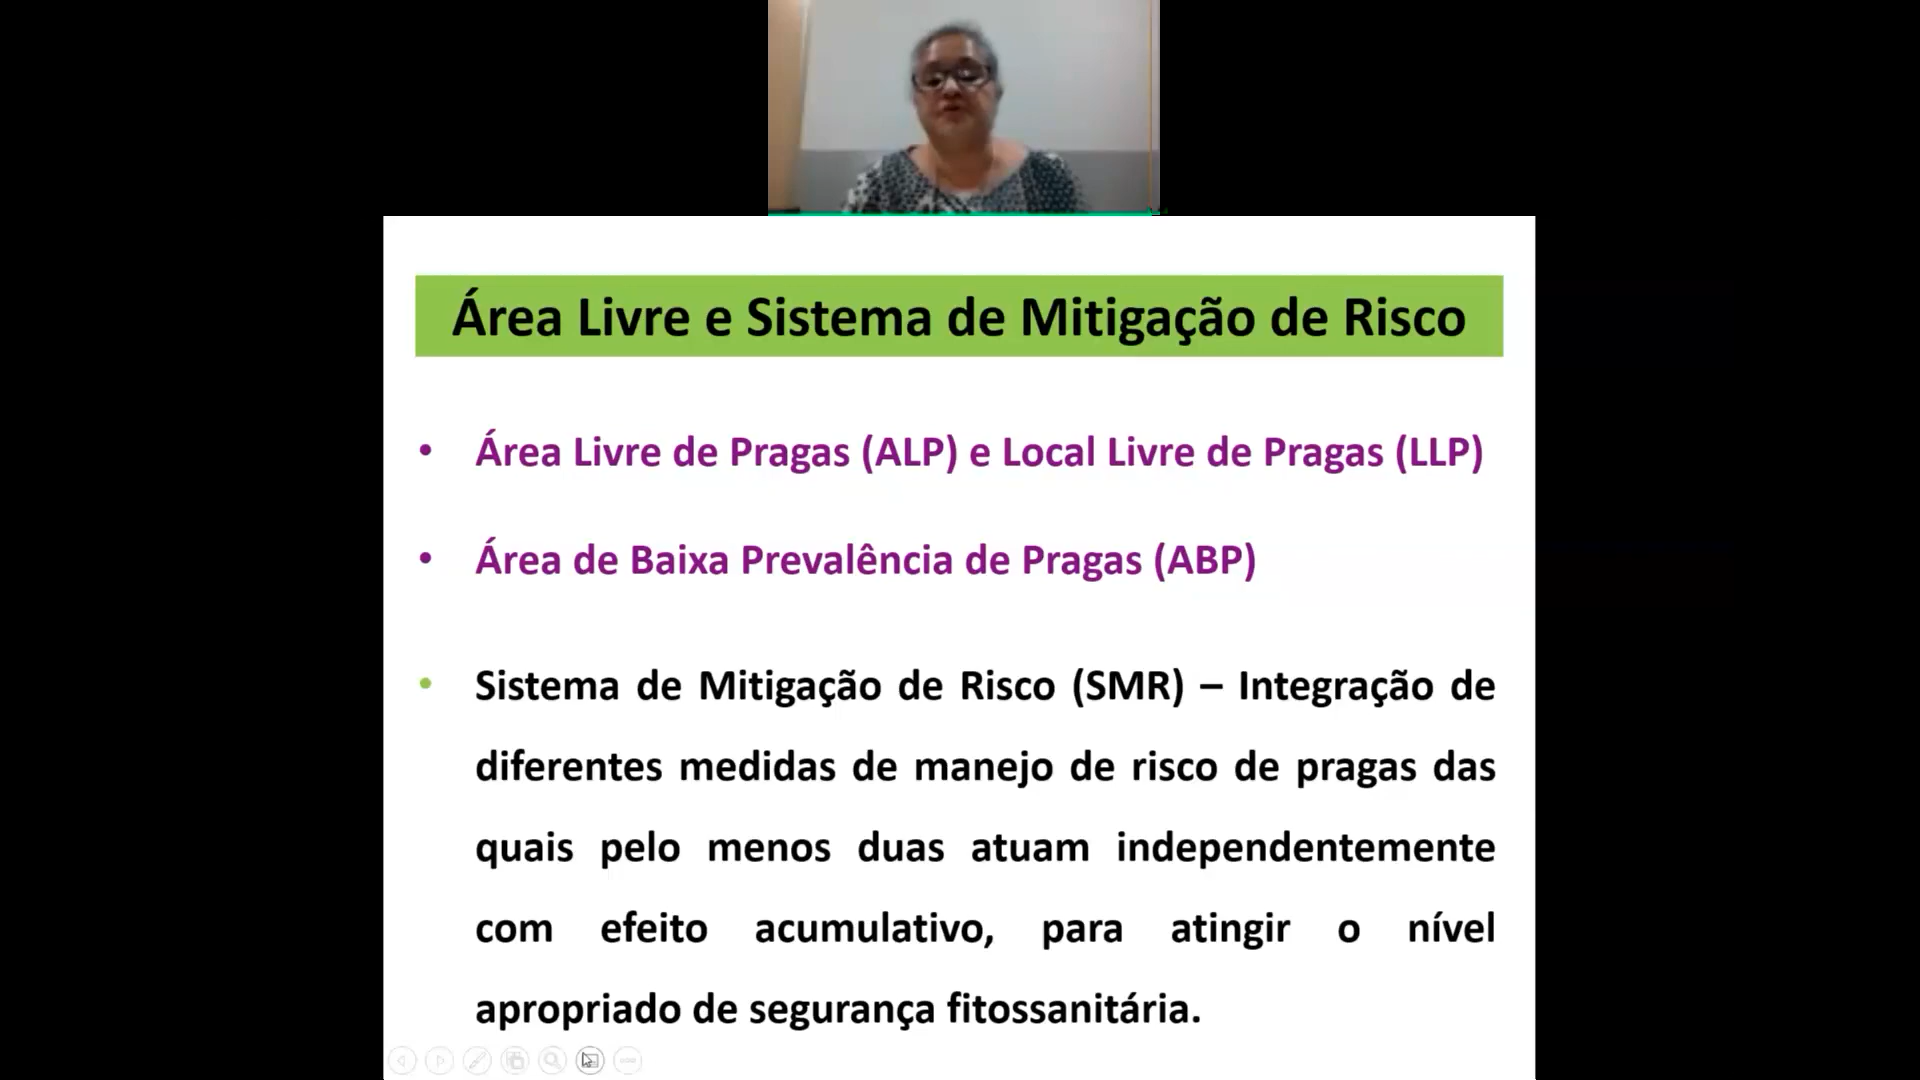 Área Livre e Sistema de Mitigação de Risco
• Área Livre de Pragas (ALP) e Local Livre de Pragas (LLP)
• Área de Baixa Prevalência de Pragas (ABP)
• Sistema de Mitigação de Risco (SMR) – Integração de
diferentes medidas de manejo de risco de pragas das
quais pelo menos duas atuam independentemente
com efeito acumulativo, para atingir o nível
apropriado de segurança fitossanitária.